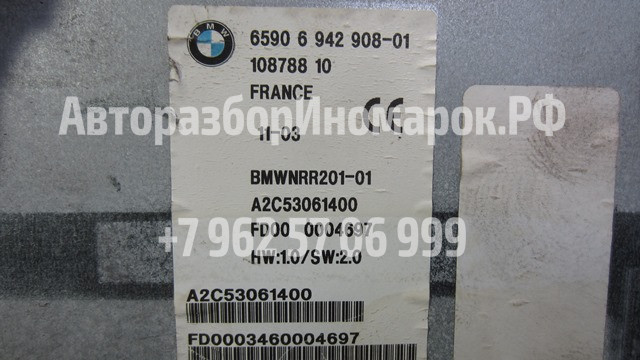 BMW
6590 6 942 908-01
108788 10
FRANCE
АвторазборИномарок.РФ
11-03
CE
BMWNRR201-01
A2C53061400
FD00 0004697
+7 962 57 06 999
HW:1.0/SW:2.0
A2C53061400
FD0003460004697